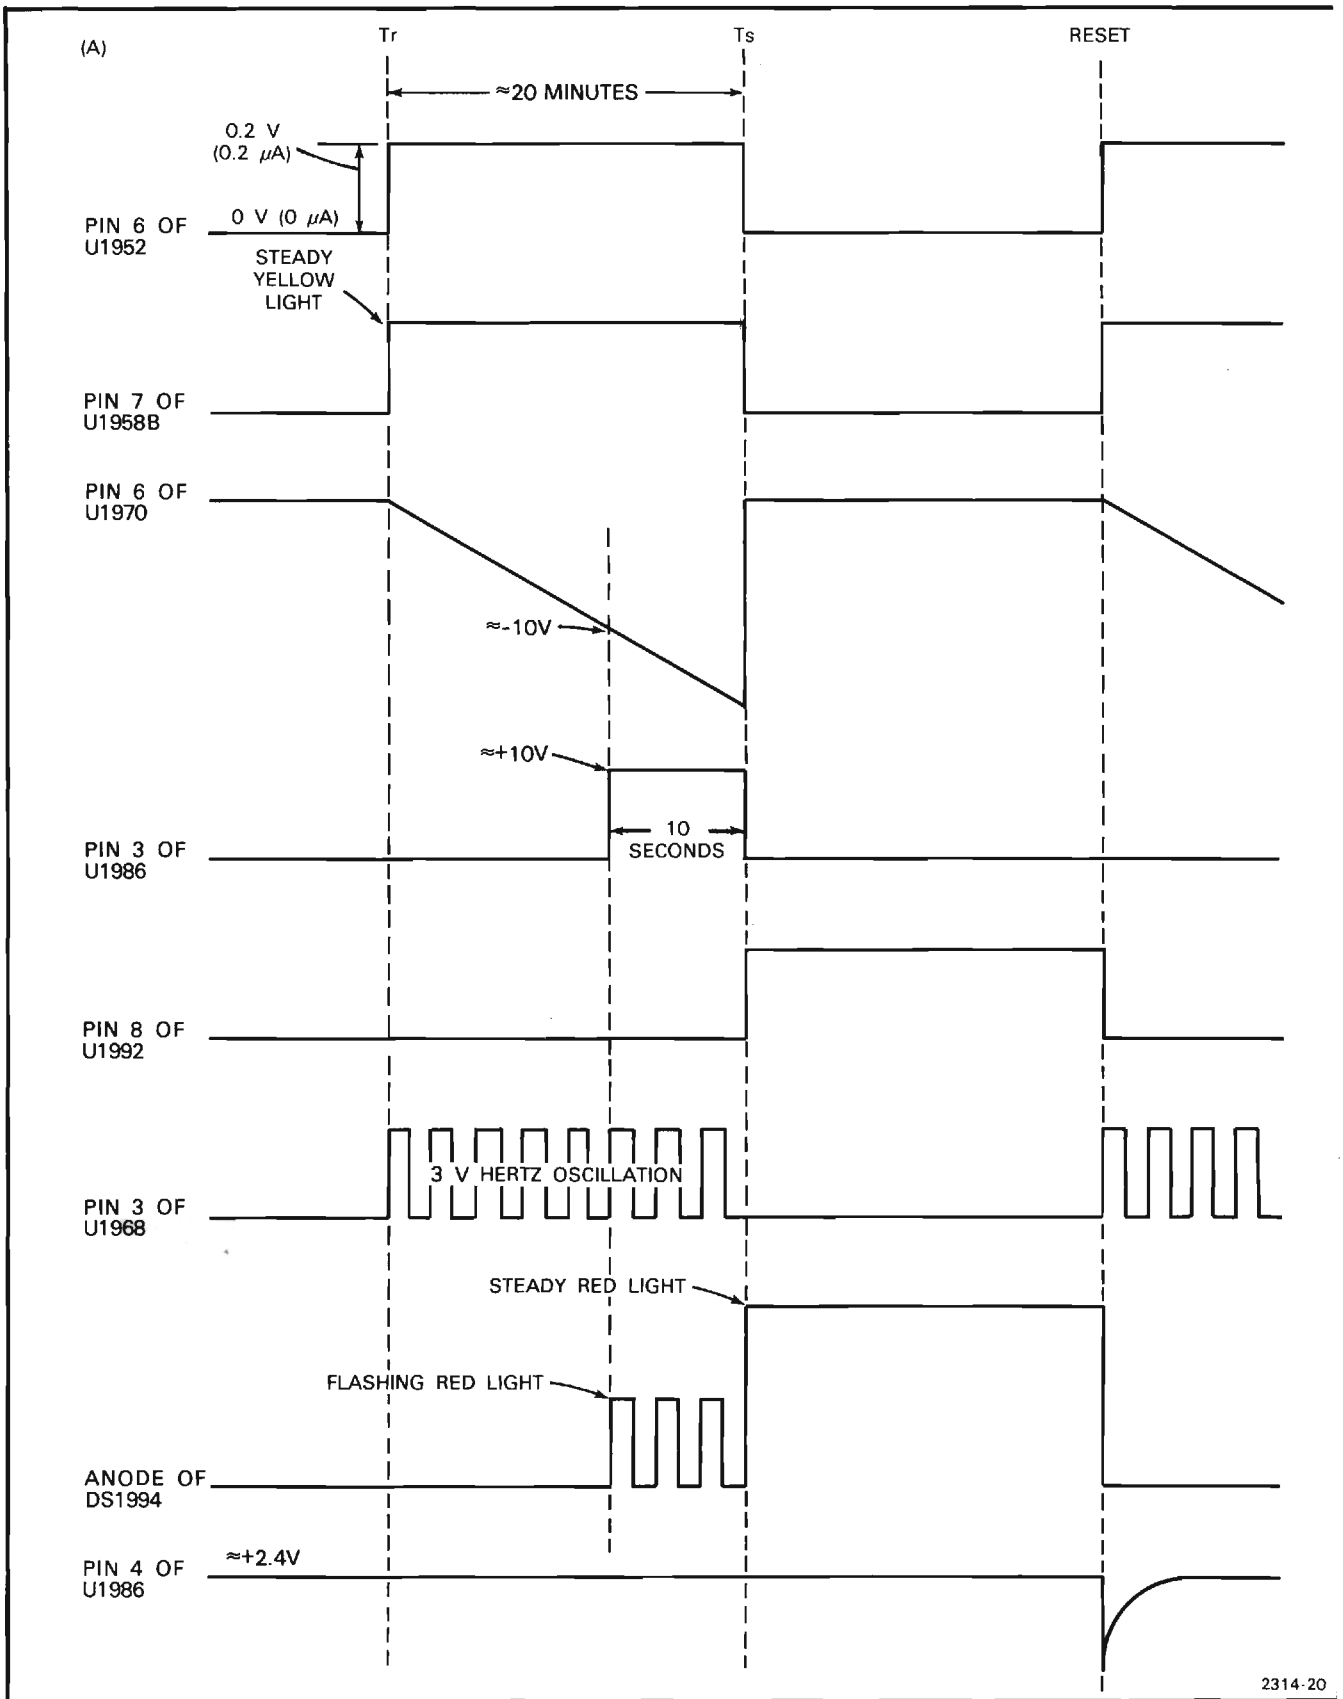 (A)
Tr
Ts
RESET
≈20 MINUTES
0.2 V
(0.2 μA)
0 V (0 μA)
PIN 6 OF
U1952
STEADY
YELLOW
LIGHT
PIN 7 OF
U1958B
PIN 6 OF
U1970
≈-10V
≈+10V
10
SECONDS
PIN 3 OF
U1986
PIN 8 OF
U1992
3 V HERTZ OSCILLATION
PIN 3 OF
U1968
STEADY RED LIGHT
FLASHING RED LIGHT
ANODE OF
DS1994
≈+2.4V
PIN 4 OF
U1986
2314-20